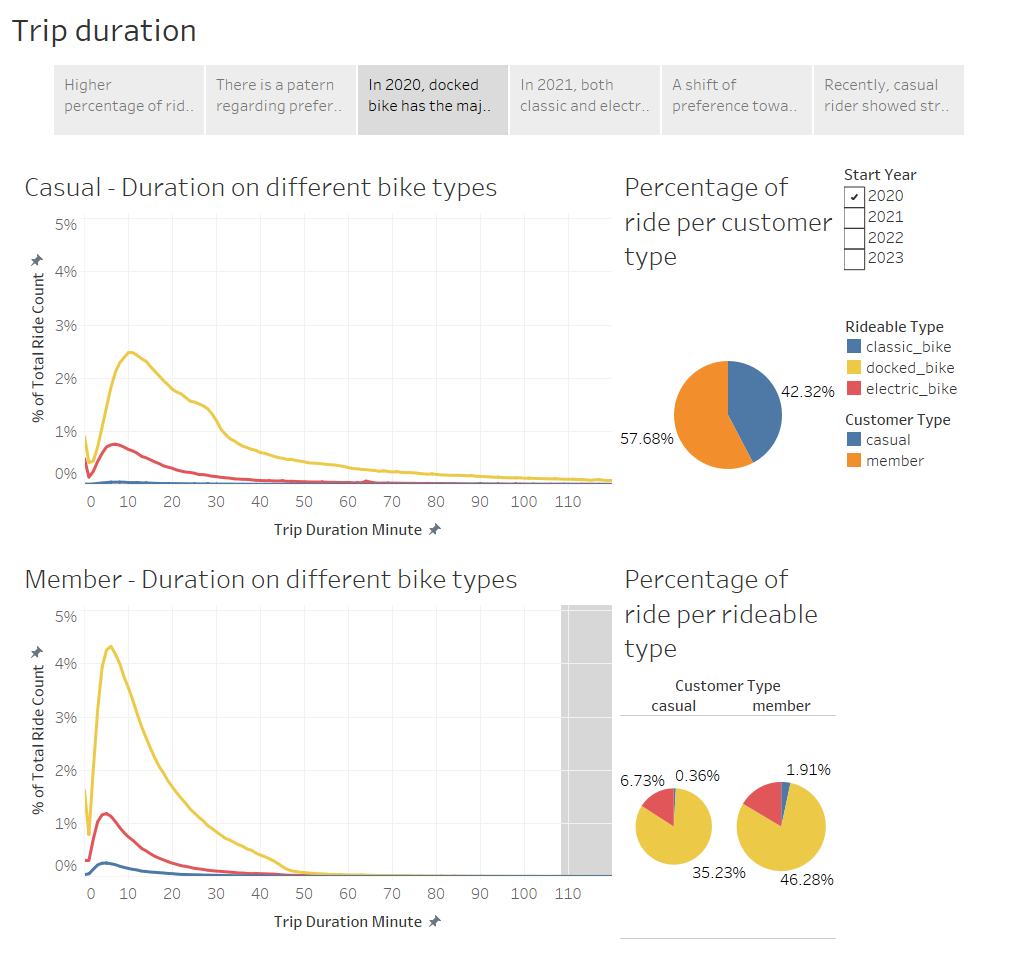 Trip duration
Higher
percentage of rid..
There is a patern
regarding prefer..
In 2020, docked
bike has the maj..
In 2021, both
classic and electr..
A shift of
preference towa..
Recently, casual
rider showed str..
Casual - Duration on different bike types
5%
4%
3%
2%
1%
0%
% of Total Ride Count
0 10 20 30 40 50 60 70 80 90 100 110
Trip Duration Minute
Percentage of
ride per customer
type
42.32%
57.68%
Start Year
2020
2021
2022
2023
Rideable Type
classic_bike
docked_bike
electric_bike
Customer Type
casual
member
Member - Duration on different bike types
5%
4%
3%
2%
1%
0%
% of Total Ride Count
0 10 20 30 40 50 60 70 80 90 100 110
Trip Duration Minute
Percentage of
ride per rideable
type
Customer Type
casual member
6.73% 0.36%
35.23%
1.91%
46.28%